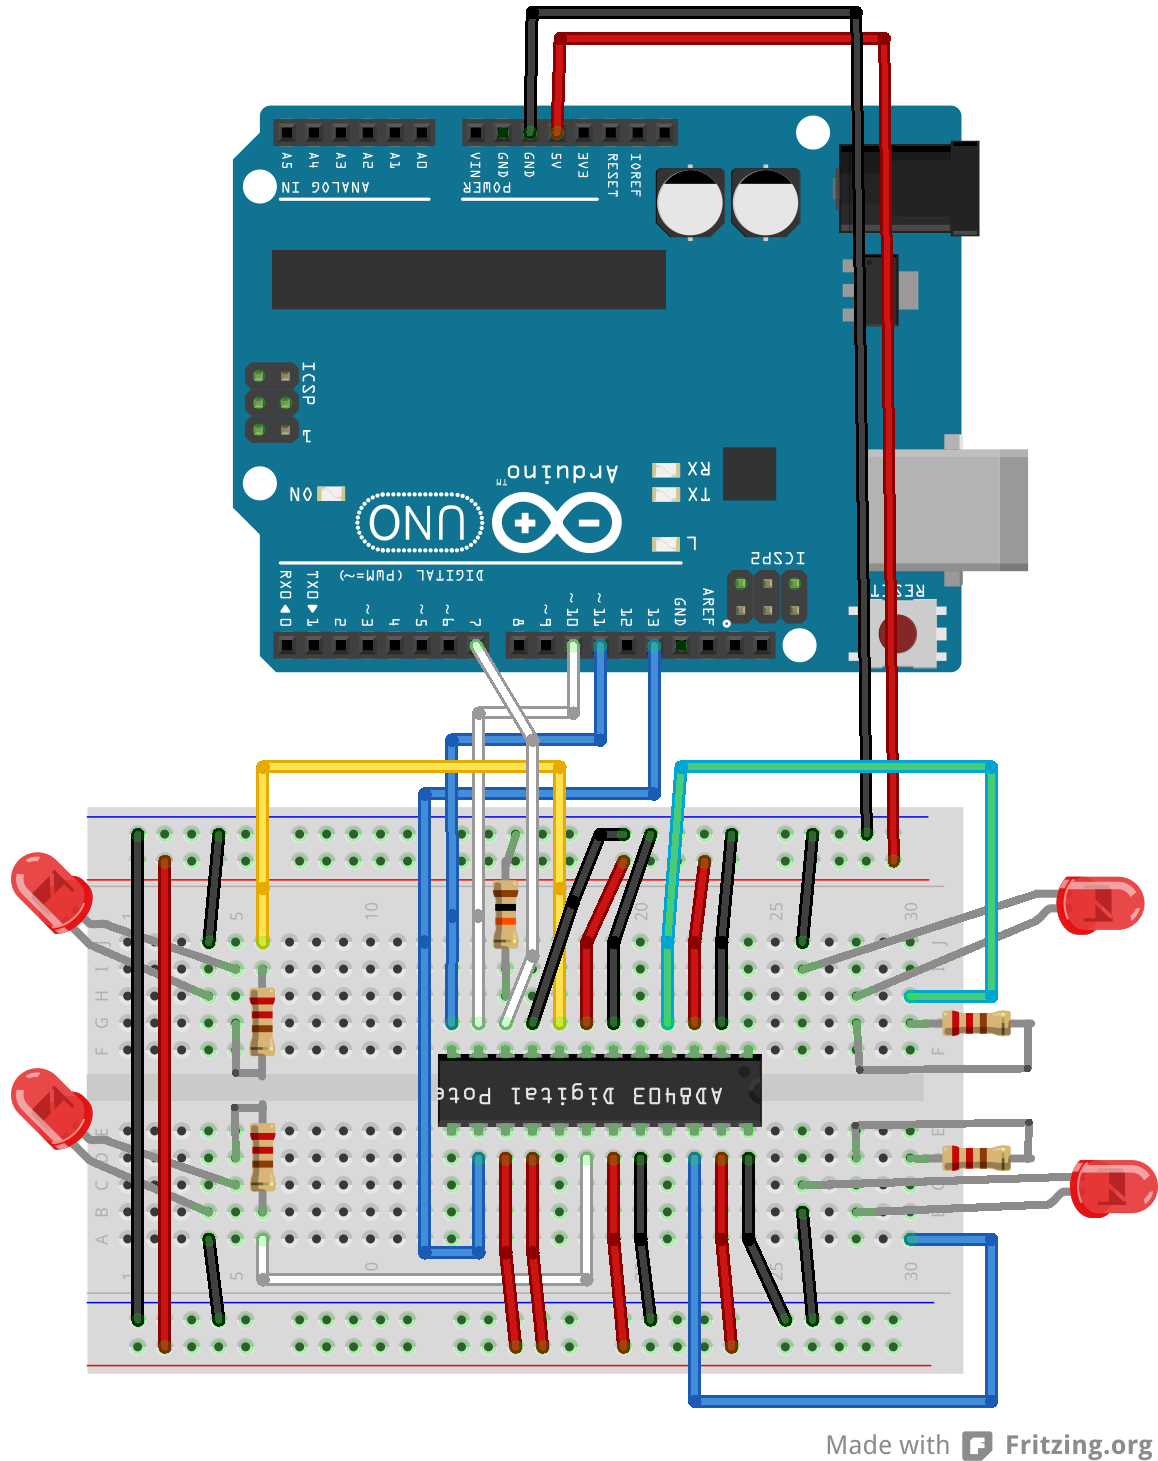 A5 A4 A3 A2 A1 A0 VIN GND GND 5V 3V3 RESET IOREF
ANALOG IN POWER
ICSP
1
Arduino™
RX
TX
ON
UNO
L
ICSP2
DIGITAL (PWM=~)
RESET
RX0◀0 TX0▶1 2 ~3 4 ~5 ~6 7 8 ~9 ~10 ~11 12 13 GND AREF
1 5 10 20 25 30
J J
I I
H
G
F F
AD8403 Digital Pote
E E
D
C C
B B
A
1 5 0 25 30
Made with Fritzing.org